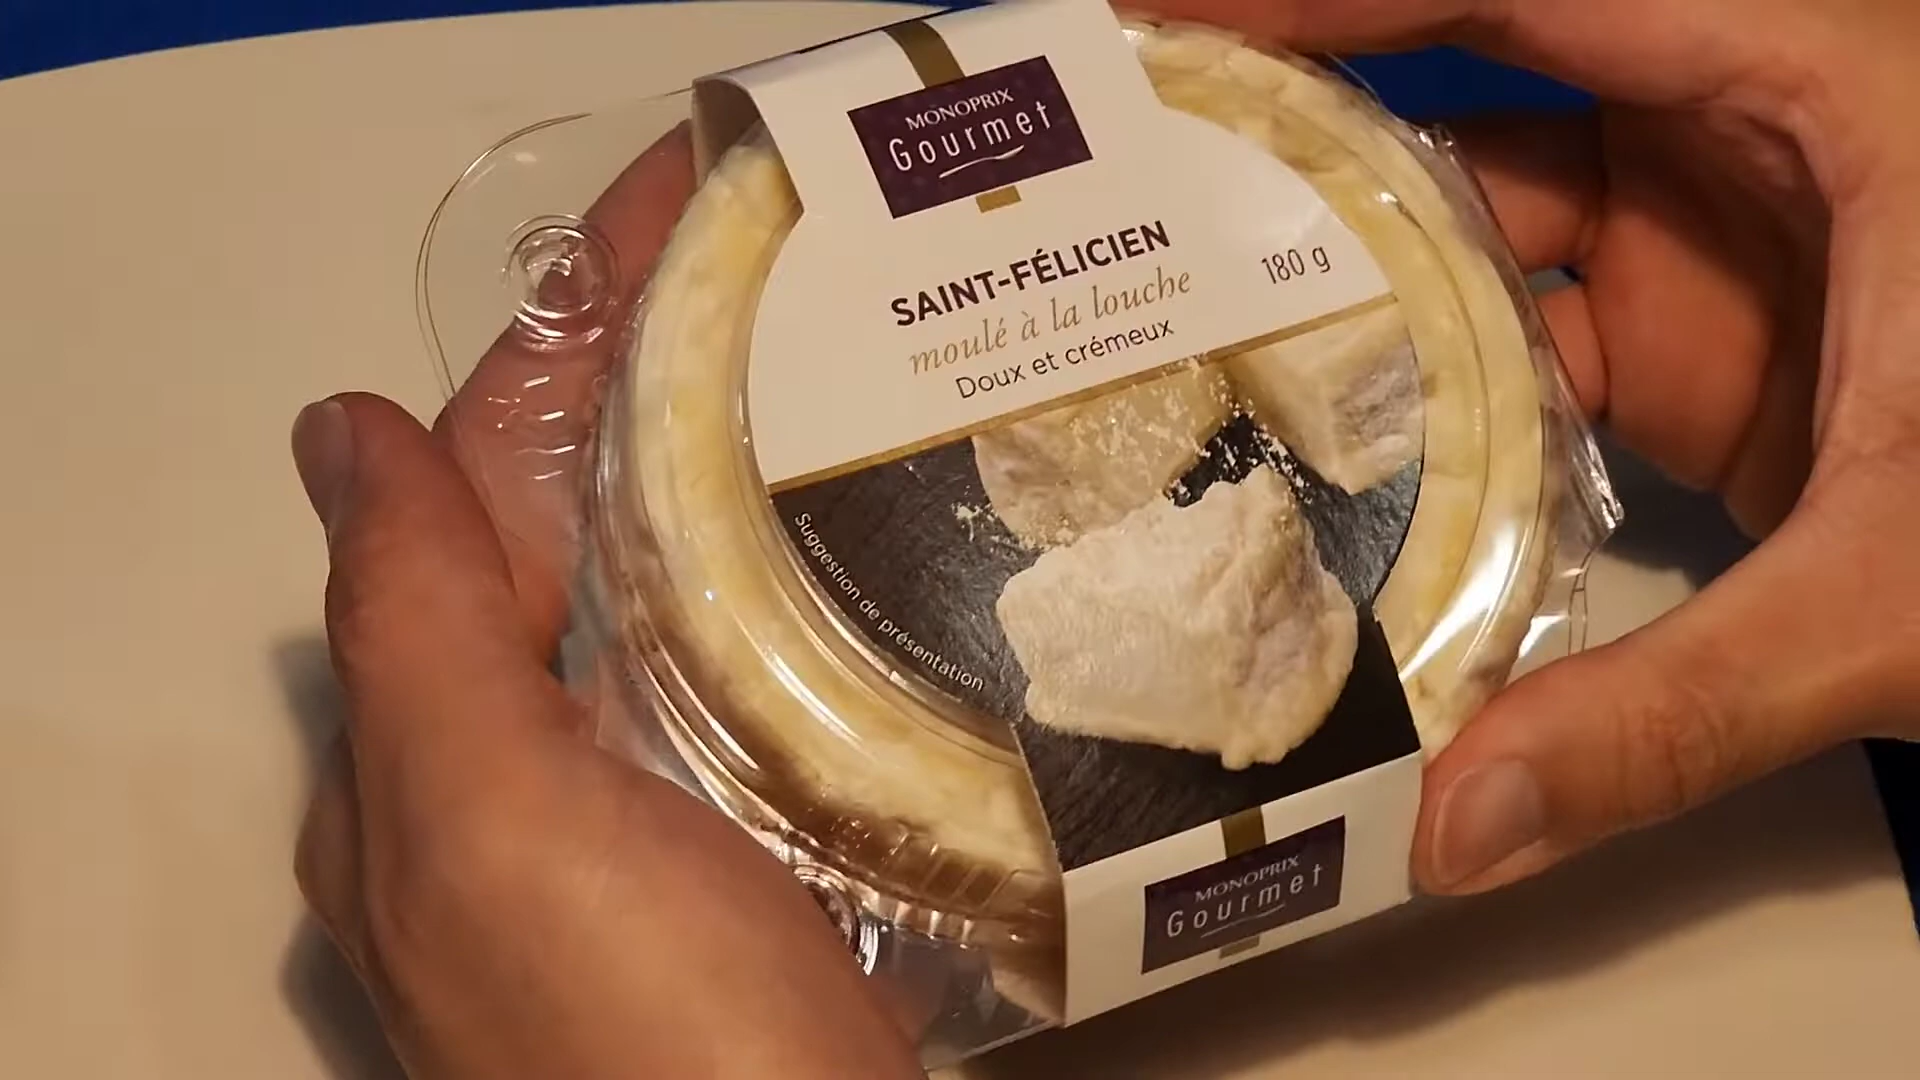 MONOPRIX
Gourmet
SAINT-FÉLICIEN
180 g
moulé à la louche
Doux et crémeux
Suggestion de présentation
MONOPRIX
Gourmet